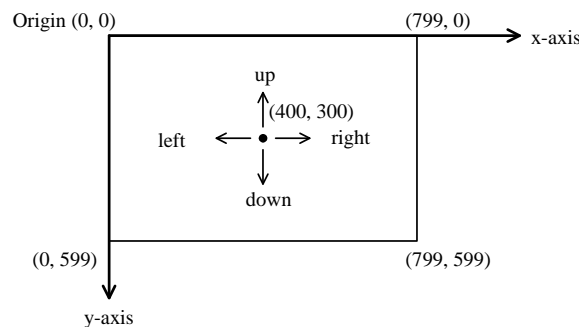 Origin (0, 0)
(799, 0)
x-axis
up
(400, 300)
left
right
down
(0, 599)
(799, 599)
y-axis